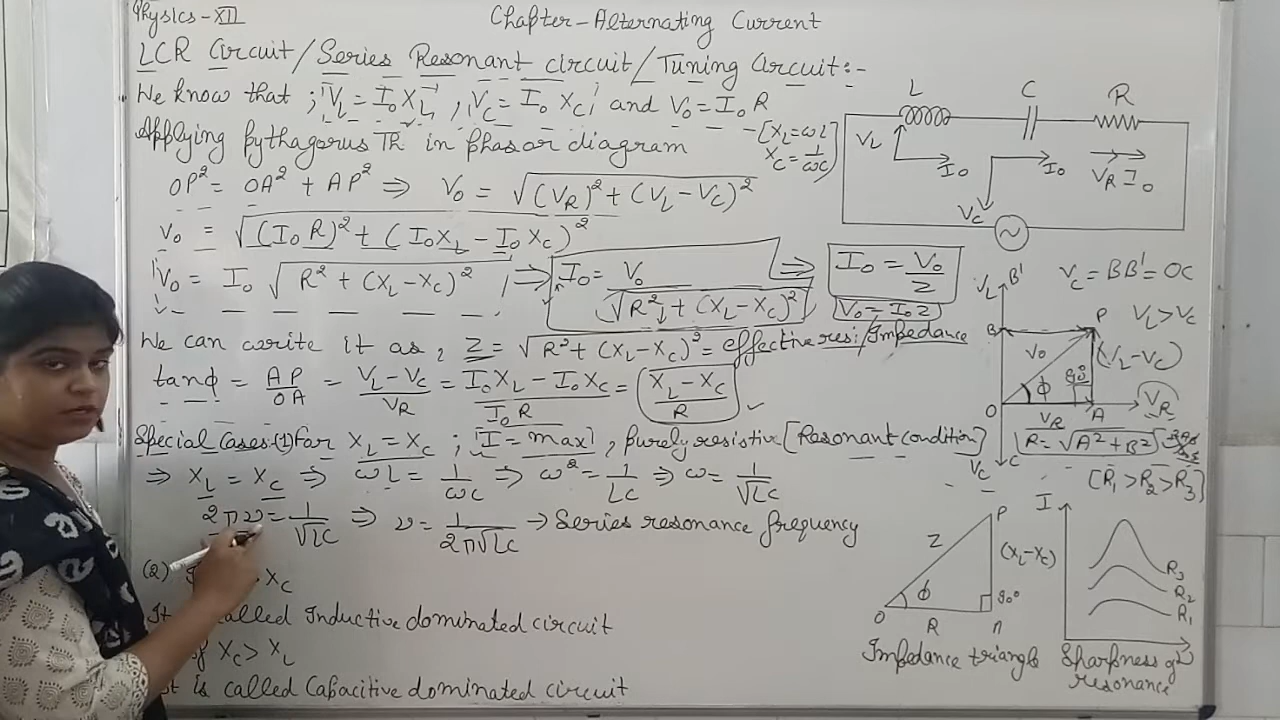 Physics-XII
Chapter-Alternating Current
LCR Circuit/Series Resonant circuit/Tuning Circuit:-
We know that ; V_L = I_0 X_L , V_C = I_0 X_C and V_0 = I_0 R
-[X_L = ωL
X_C = 1/ωC]
Applying pythagorus Th. in phasor diagram
OP² = OA² + AP² ⇒ V_0 = √((V_R)² + (V_L - V_C)²)
V_0 = √((I_0 R)² + (I_0 X_L - I_0 X_C)²)
V_0 = I_0 √(R² + (X_L - X_C)²) ⇒ I_0 = V_0/√(R² + (X_L - X_C)²) ⇒ I_0 = V_0/Z
V_0 = I_0 Z
We can write it as, Z = √(R² + (X_L - X_C)²) = effective res:/Impedance
tanϕ = AP/OA = V_L - V_C/V_R = I_0 X_L - I_0 X_C/I_0 R = X_L - X_C/R
Special Cases:(1) for X_L = X_C ; I = max , purely resistive [Resonant condition]
⇒ X_L = X_C ⇒ ωL = 1/ωC ⇒ ω² = 1/LC ⇒ ω = 1/√LC
2πν = 1/√LC ⇒ ν = 1/2π√LC → Series resonance frequency
(2) X_C
called Inductive dominated circuit
If X_C > X_L
it is called Capacitive dominated circuit
L C R
V_L I_0 V_C I_0 V_R I_0
V_L B' V_C = BB' = OC
B P V_L > V_C
V_0 (V_L - V_C)
ϕ 90°
O V_R A V_R
R = √(A² + B²)
V_C C
[R_1 > R_2 > R_3]
P
Z (X_L - X_C)
ϕ 90°
O R n
Impedance triangle
I
R_3
R_2
R_1
Sharpness of
resonance